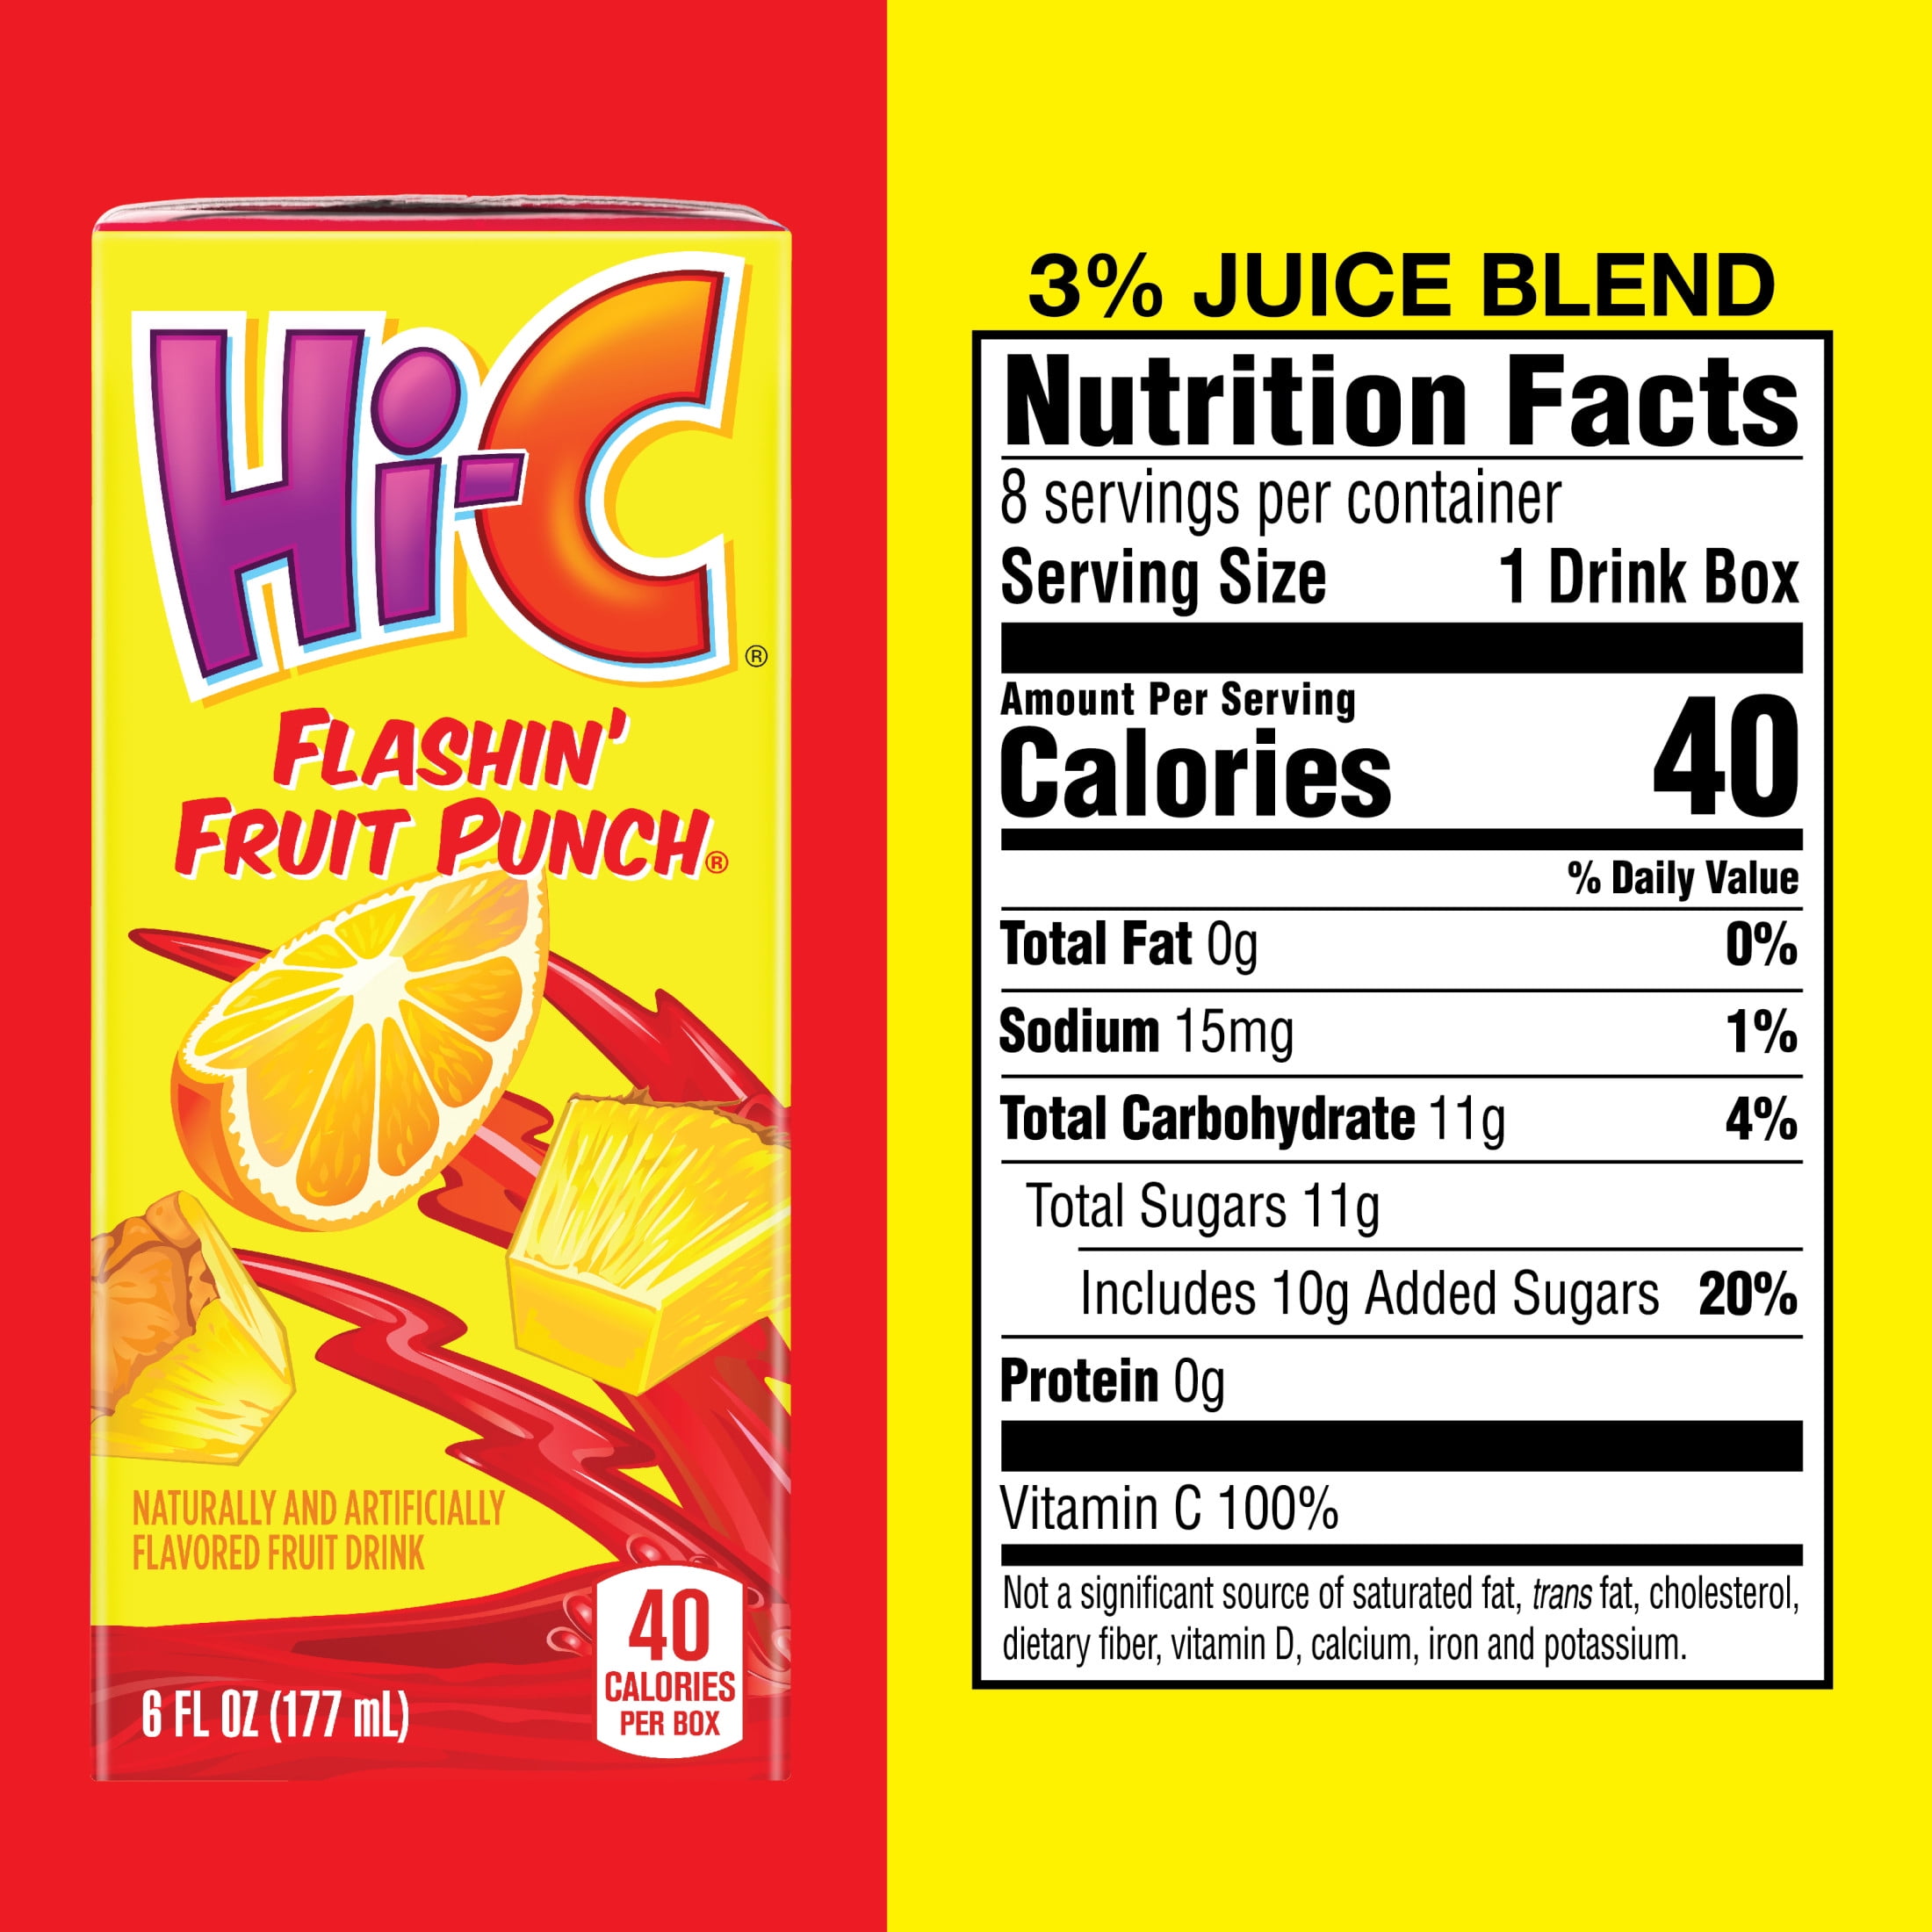 Hi-C®
FLASHIN'
FRUIT PUNCH®
NATURALLY AND ARTIFICIALLY
FLAVORED FRUIT DRINK
40
CALORIES
PER BOX
6 FL OZ (177 mL)
3% JUICE BLEND
Nutrition Facts
8 servings per container
Serving Size 1 Drink Box
Amount Per Serving
Calories 40
% Daily Value
Total Fat 0g 0%
Sodium 15mg 1%
Total Carbohydrate 11g 4%
Total Sugars 11g
Includes 10g Added Sugars 20%
Protein 0g
Vitamin C 100%
Not a significant source of saturated fat, trans fat, cholesterol,
dietary fiber, vitamin D, calcium, iron and potassium.